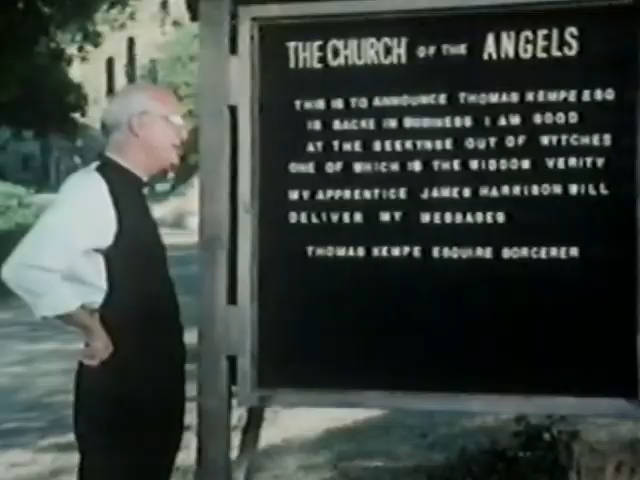 THE CHURCH OF THE ANGELS
THIS IS TO ANNOUNCE THOMAS KEMPE ESQ
IS BACKE IN BUSINESS I AM GOOD
AT THE SEEKYNGE OUT OF WYTCHES
ONE OF WHICH IS THE WIDDOW VERITY
MY APPRENTICE JAMES HARRISON WILL
DELIVER MY MESSAGES
THOMAS KEMPE ESQUIRE SORCERER